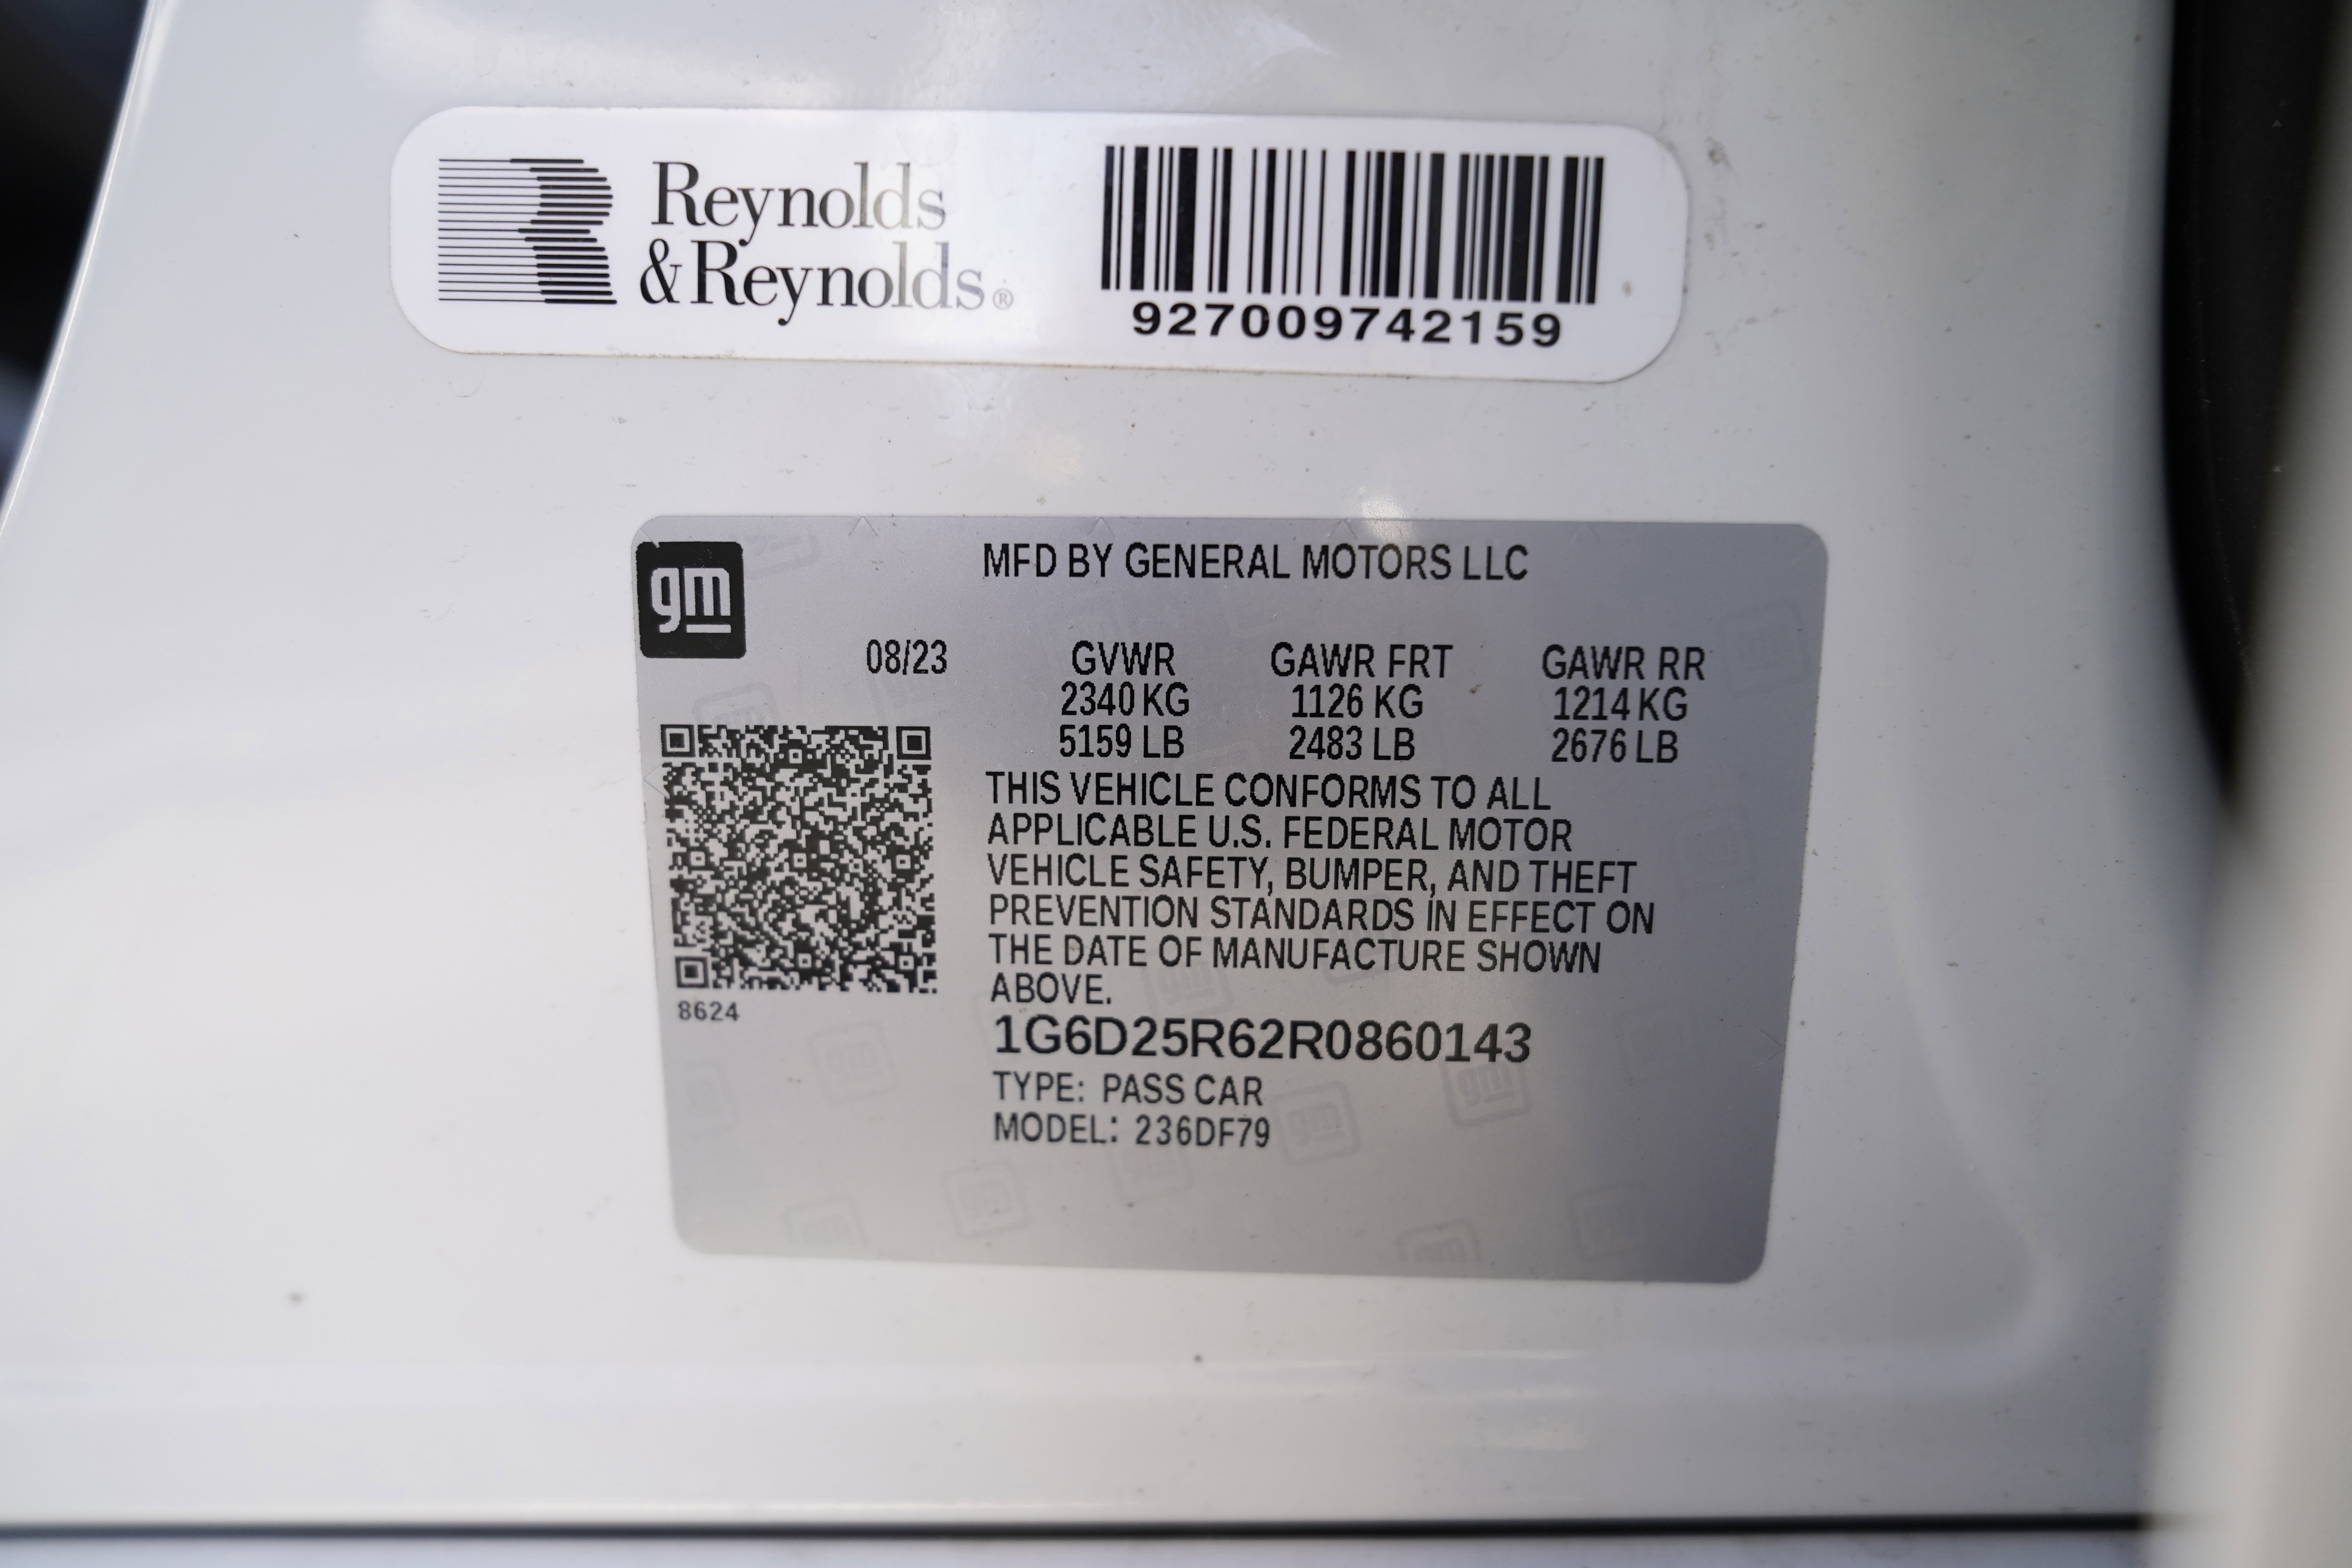 Reynolds
& Reynolds®
927009742159
gm
MFD BY GENERAL MOTORS LLC
08/23 GVWR GAWR FRT GAWR RR
2340 KG 1126 KG 1214 KG
5159 LB 2483 LB 2676 LB
THIS VEHICLE CONFORMS TO ALL
APPLICABLE U.S. FEDERAL MOTOR
VEHICLE SAFETY, BUMPER, AND THEFT
PREVENTION STANDARDS IN EFFECT ON
THE DATE OF MANUFACTURE SHOWN
ABOVE.
8624
1G6D25R62R0860143
TYPE: PASS CAR
MODEL: 236DF79